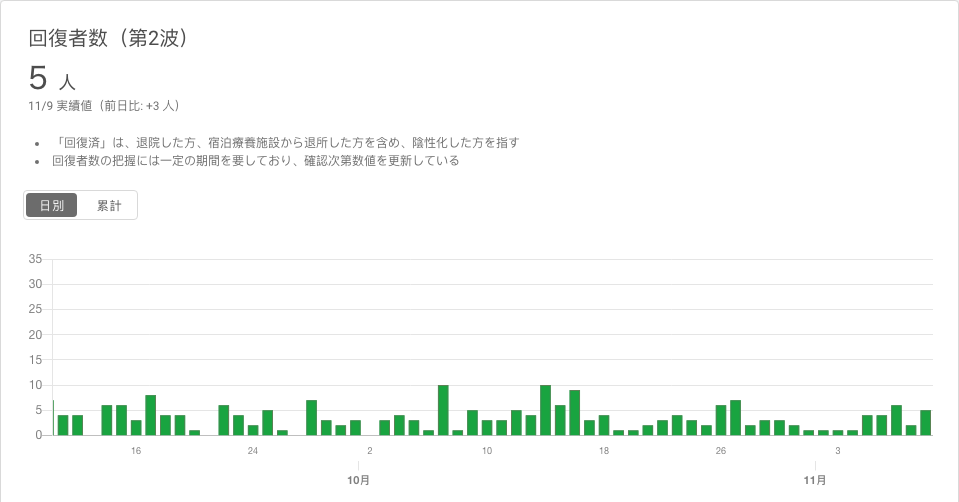 回復者数（第2波）
5 人
11/9 実績値（前日比: +3 人）
• 「回復済」は、退院した方、宿泊療養施設から退所した方を含め、陰性化した方を指す
• 回復者数の把握には一定の期間を要しており、確認次第数値を更新している
日別 累計
35
30
25
20
15
10
5
0
16 24 2 10 18 26 3
10月 11月